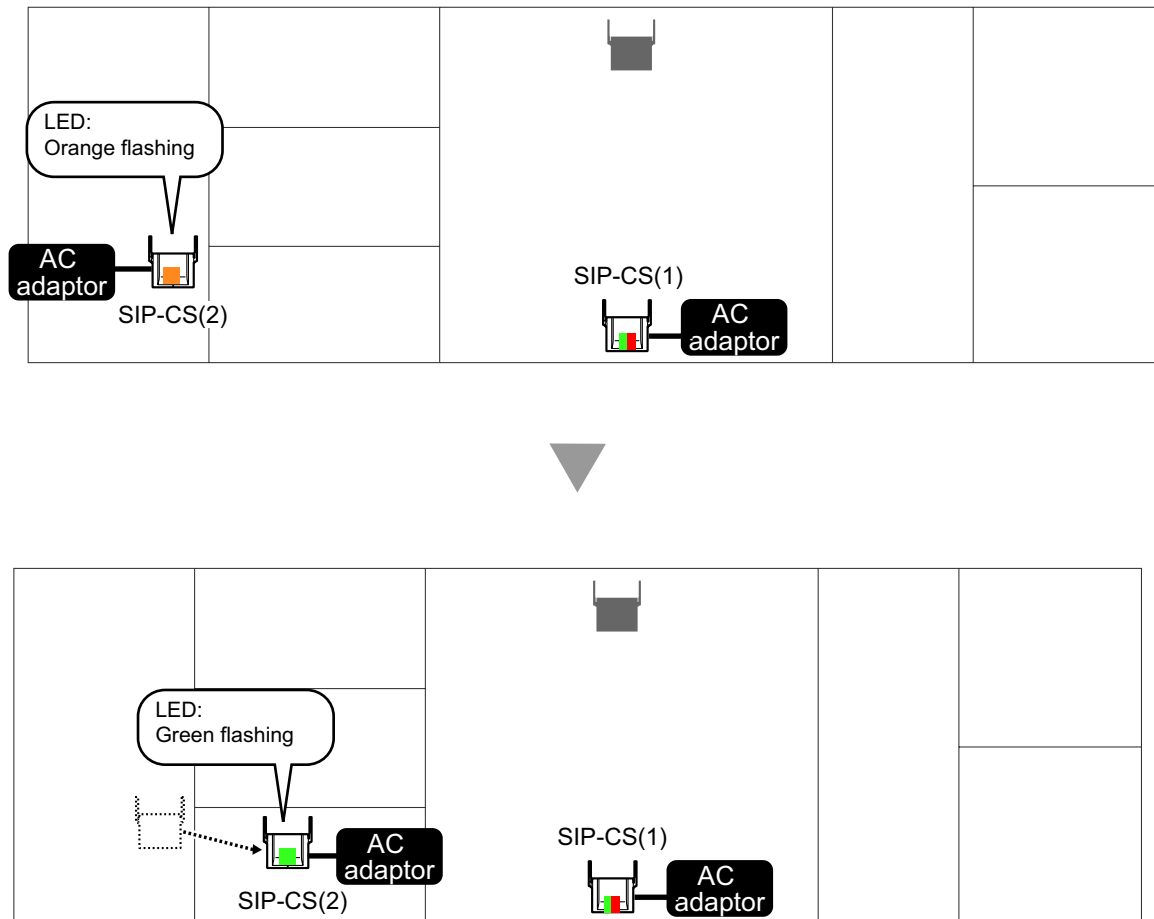 LED:
Orange flashing
AC
adaptor
SIP-CS(2)
SIP-CS(1)
AC
adaptor
LED:
Green flashing
AC
adaptor
SIP-CS(2)
SIP-CS(1)
AC
adaptor